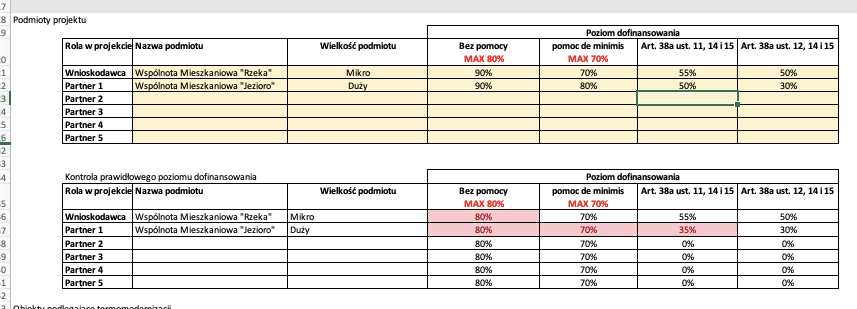 Podmioty projektu
Poziom dofinansowania
Rola w projekcie Nazwa podmiotu Wielkość podmiotu Bez pomocy pomoc de minimis Art. 38a ust. 11, 14 i 15 Art. 38a ust. 12, 14 i 15
MAX 80% MAX 70%
Wnioskodawca Wspólnota Mieszkaniowa "Rzeka" Mikro 90% 70% 55% 50%
Partner 1 Wspólnota Mieszkaniowa "Jezioro" Duży 90% 80% 50% 30%
Partner 2
Partner 3
Partner 4
Partner 5
Kontrola prawidłowego poziomu dofinansowania Poziom dofinansowania
Rola w projekcie Nazwa podmiotu Wielkość podmiotu Bez pomocy pomoc de minimis Art. 38a ust. 11, 14 i 15 Art. 38a ust. 12, 14 i 15
MAX 80% MAX 70%
Wnioskodawca Wspólnota Mieszkaniowa "Rzeka" Mikro 80% 70% 55% 50%
Partner 1 Wspólnota Mieszkaniowa "Jezioro" Duży 80% 70% 35% 30%
Partner 2 80% 70% 0% 0%
Partner 3 80% 70% 0% 0%
Partner 4 80% 70% 0% 0%
Partner 5 80% 70% 0% 0%
Obiekty podlegające termomodernizacji